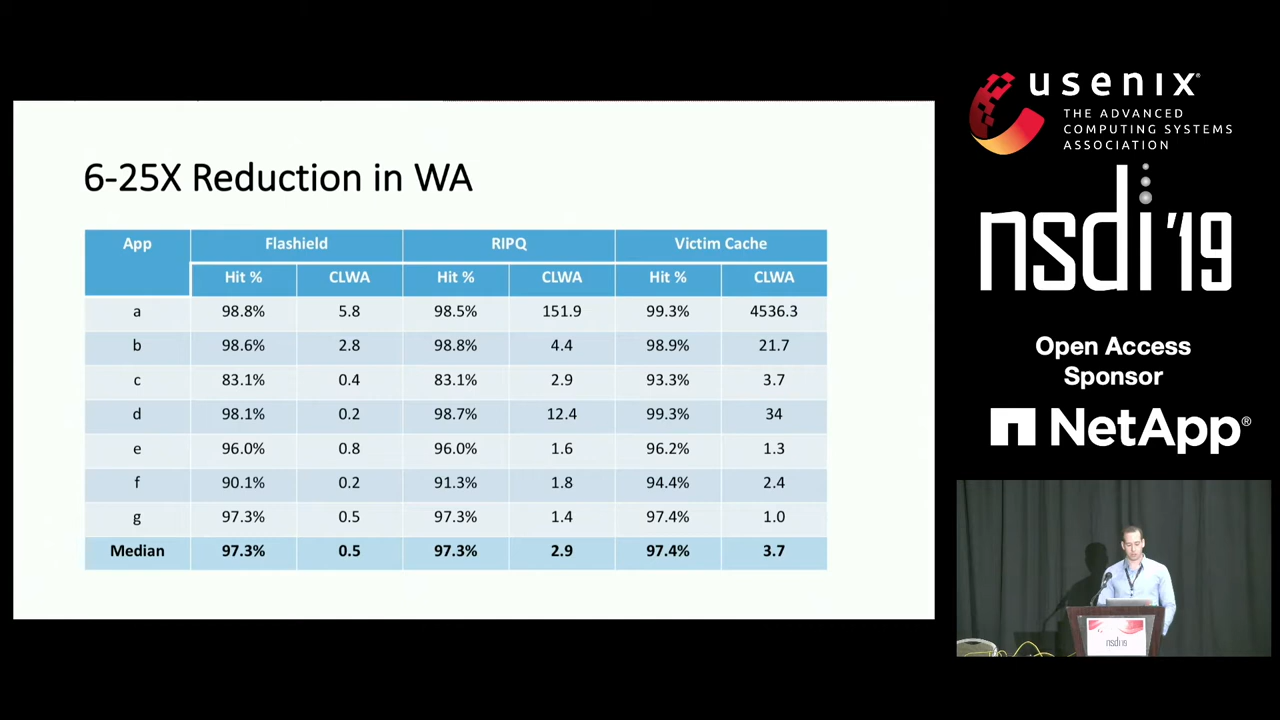 6-25X Reduction in WA
App Flashield RIPQ Victim Cache
Hit % CLWA Hit % CLWA Hit % CLWA
a 98.8% 5.8 98.5% 151.9 99.3% 4536.3
b 98.6% 2.8 98.8% 4.4 98.9% 21.7
c 83.1% 0.4 83.1% 2.9 93.3% 3.7
d 98.1% 0.2 98.7% 12.4 99.3% 34
e 96.0% 0.8 96.0% 1.6 96.2% 1.3
f 90.1% 0.2 91.3% 1.8 94.4% 2.4
g 97.3% 0.5 97.3% 1.4 97.4% 1.0
Median 97.3% 0.5 97.3% 2.9 97.4% 3.7
usenix®
THE ADVANCED
COMPUTING SYSTEMS
ASSOCIATION
nsdi '19
Open Access
Sponsor
NetApp®
nsdi19